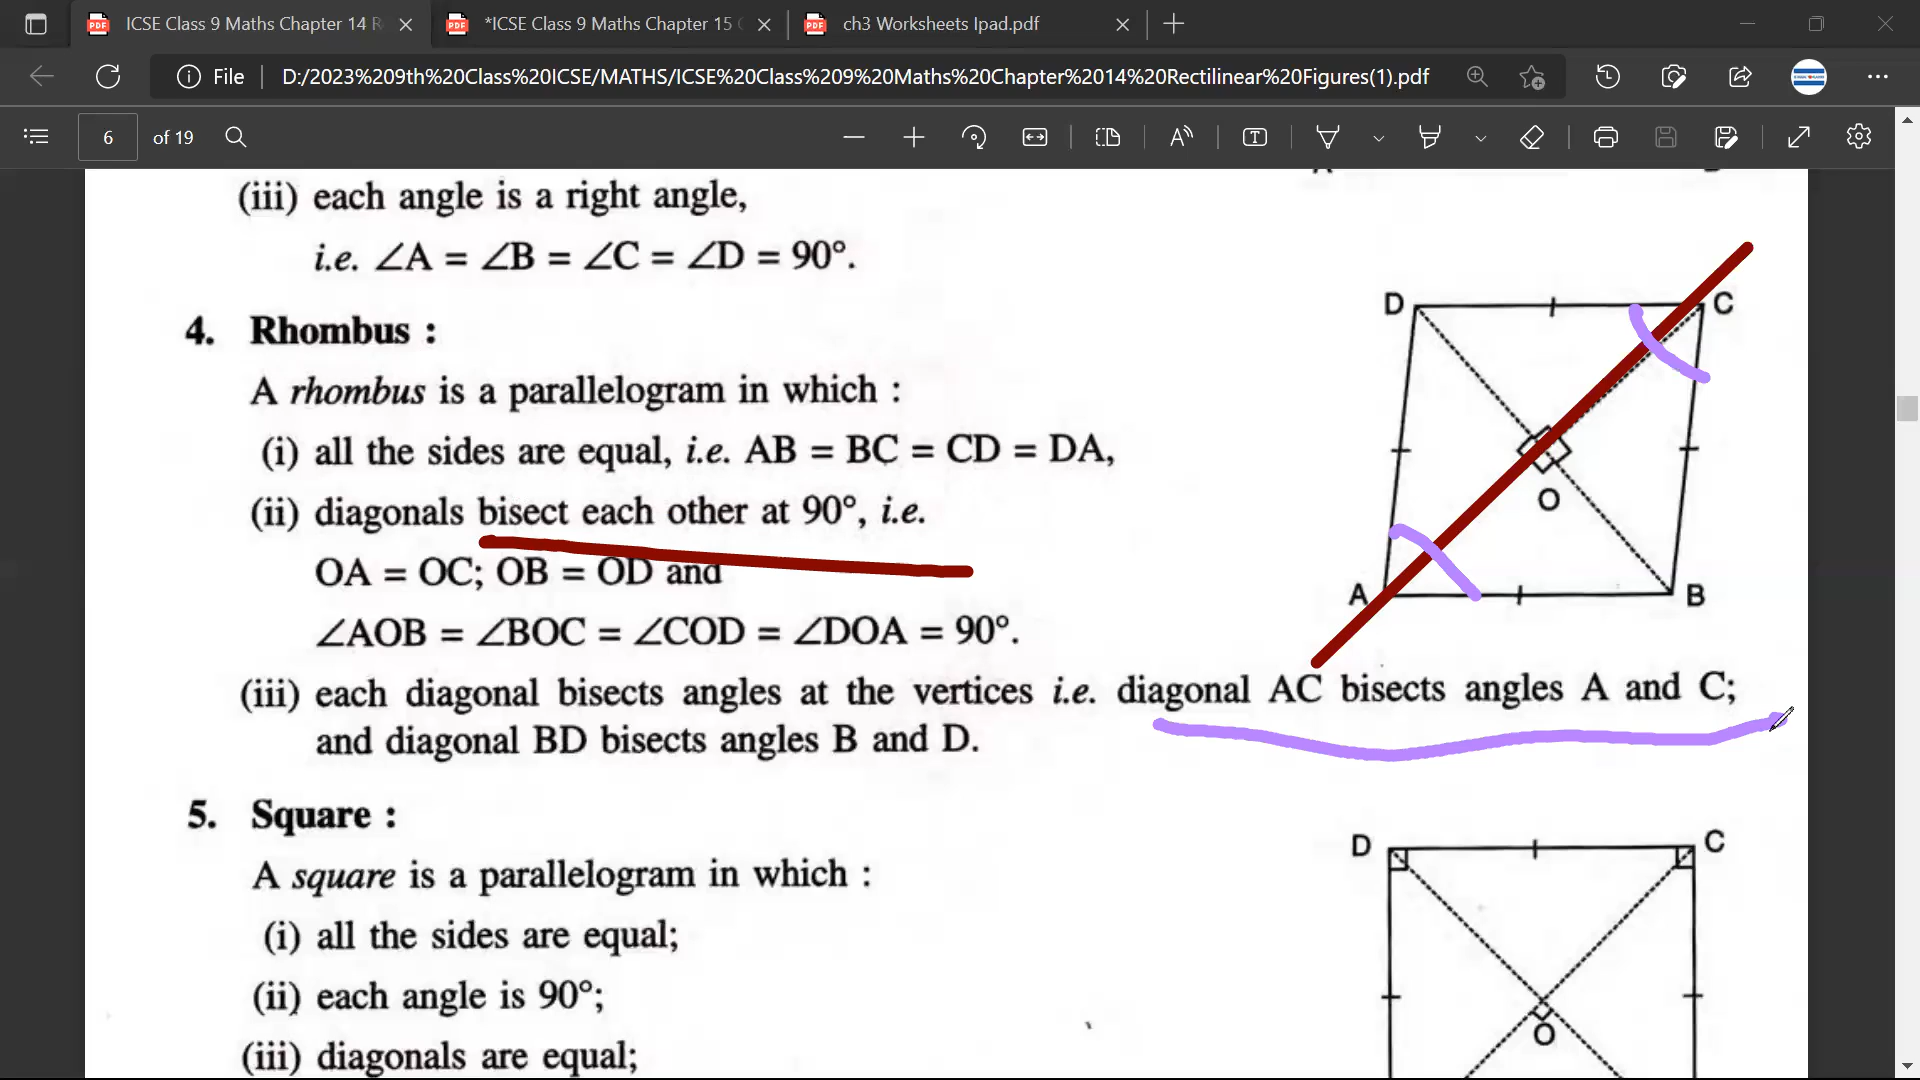 ICSE Class 9 Maths Chapter 14 R
*ICSE Class 9 Maths Chapter 15
ch3 Worksheets Ipad.pdf
File
D:/2023%209th%20Class%20ICSE/MATHS/ICSE%20Class%209%20Maths%20Chapter%2014%20Rectilinear%20Figures(1).pdf
6 of 19
(iii) each angle is a right angle,
i.e. ∠A = ∠B = ∠C = ∠D = 90°.
4. Rhombus :
A rhombus is a parallelogram in which :
(i) all the sides are equal, i.e. AB = BC = CD = DA,
(ii) diagonals bisect each other at 90°, i.e.
OA = OC; OB = OD and
∠AOB = ∠BOC = ∠COD = ∠DOA = 90°.
D C
O
A B
(iii) each diagonal bisects angles at the vertices i.e. diagonal AC bisects angles A and C;
and diagonal BD bisects angles B and D.
5. Square :
A square is a parallelogram in which :
(i) all the sides are equal;
(ii) each angle is 90°;
(iii) diagonals are equal;
D C
O